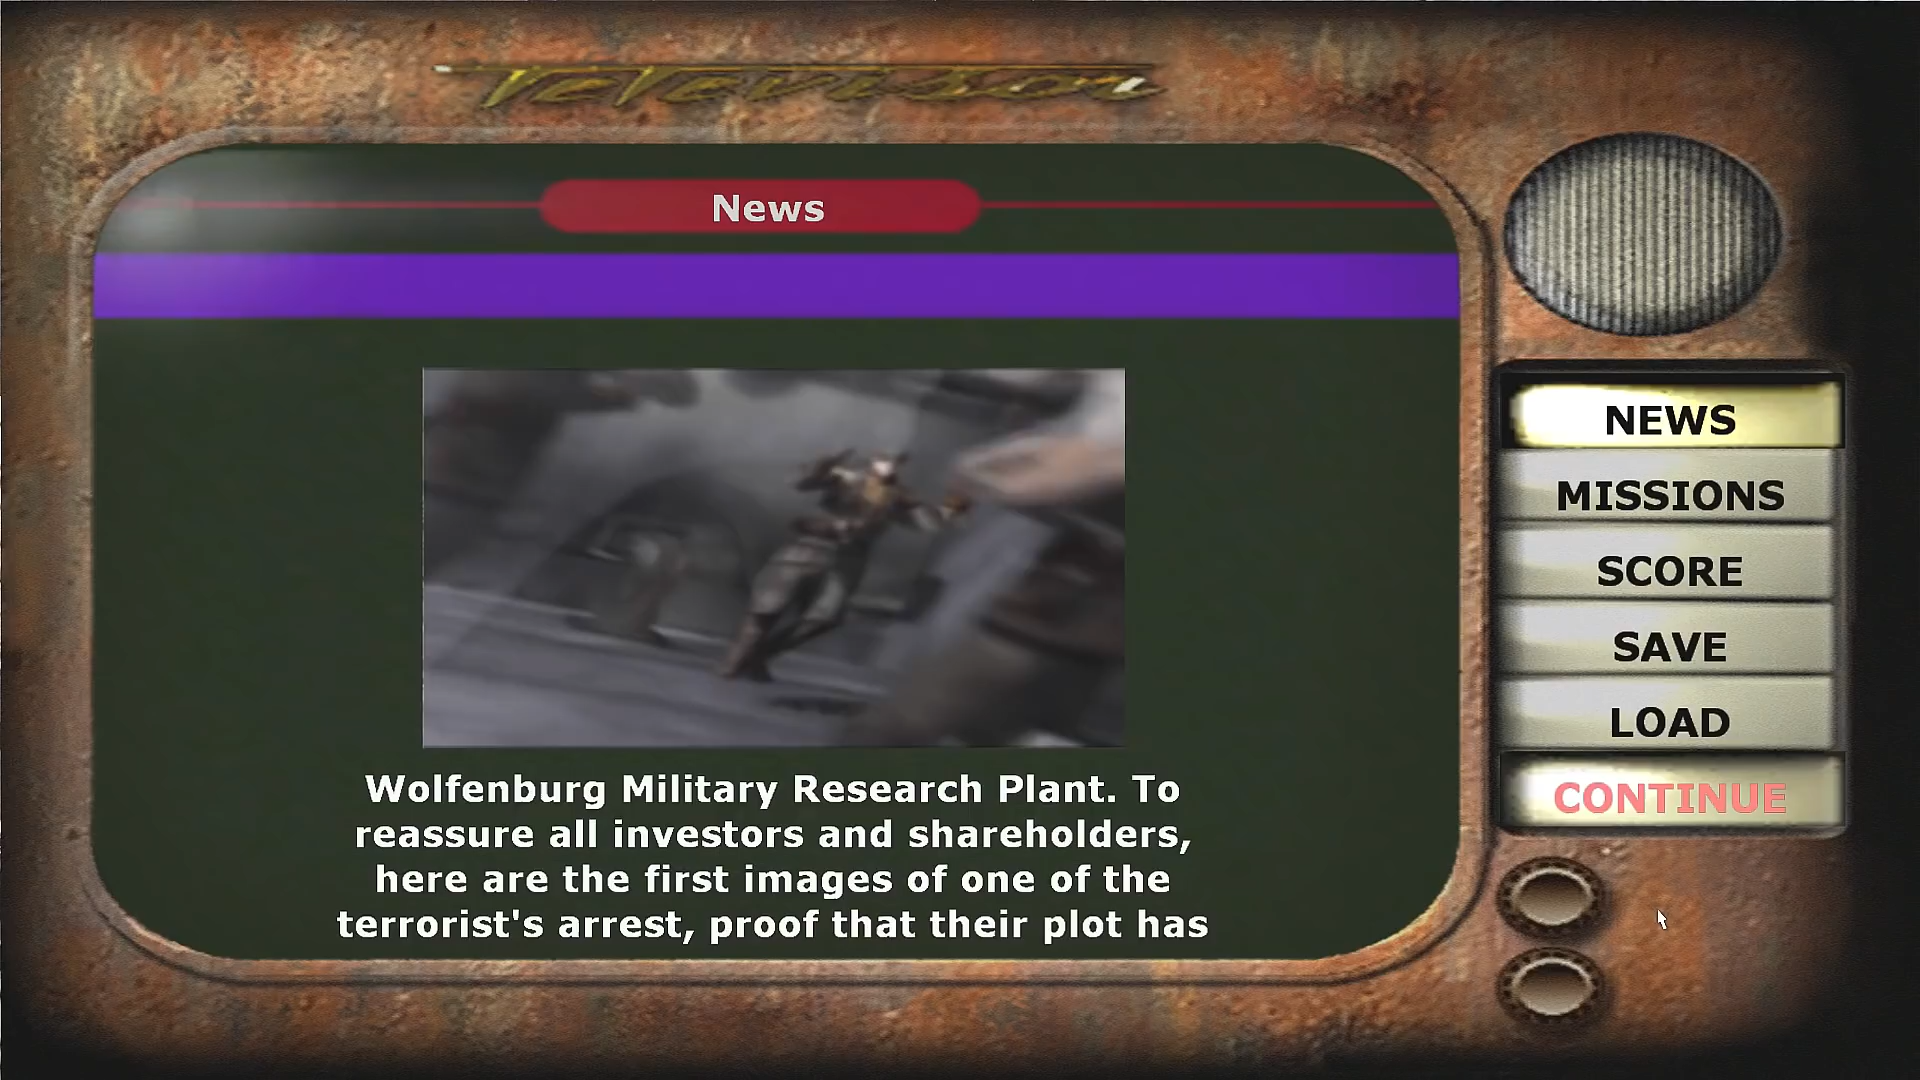 Televisor
News
Wolfenburg Military Research Plant. To
reassure all investors and shareholders,
here are the first images of one of the
terrorist's arrest, proof that their plot has
NEWS
MISSIONS
SCORE
SAVE
LOAD
CONTINUE